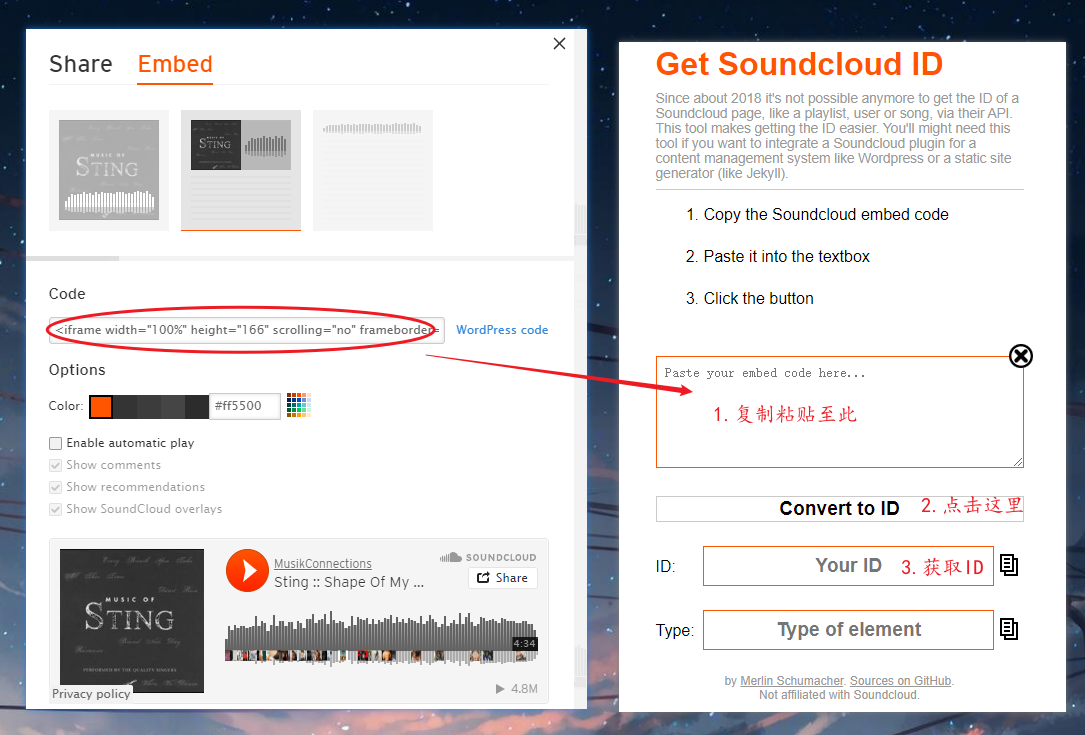 Share Embed
MUSIC OF
STING
STING
Code
<iframe width="100%" height="166" scrolling="no" frameborder=
WordPress code
Options
Color:
#ff5500
Enable automatic play
Show comments
Show recommendations
Show SoundCloud overlays
MUSIC OF
STING
PERFORMED BY THE QUALITY SINGERS
Privacy policy
MusikConnections
Sting :: Shape Of My ...
SOUNDCLOUD
Share
4:34
4.8M
Get Soundcloud ID
Since about 2018 it's not possible anymore to get the ID of a
Soundcloud page, like a playlist, user or song, via their API.
This tool makes getting the ID easier. You'll might need this
tool if you want to integrate a Soundcloud plugin for a
content management system like Wordpress or a static site
generator (like Jekyll).
1. Copy the Soundcloud embed code
2. Paste it into the textbox
3. Click the button
Paste your embed code here...
1. 复制粘贴至此
Convert to ID
2. 点击这里
ID:
Your ID
3. 获取ID
Type:
Type of element
by Merlin Schumacher. Sources on GitHub.
Not affiliated with Soundcloud.